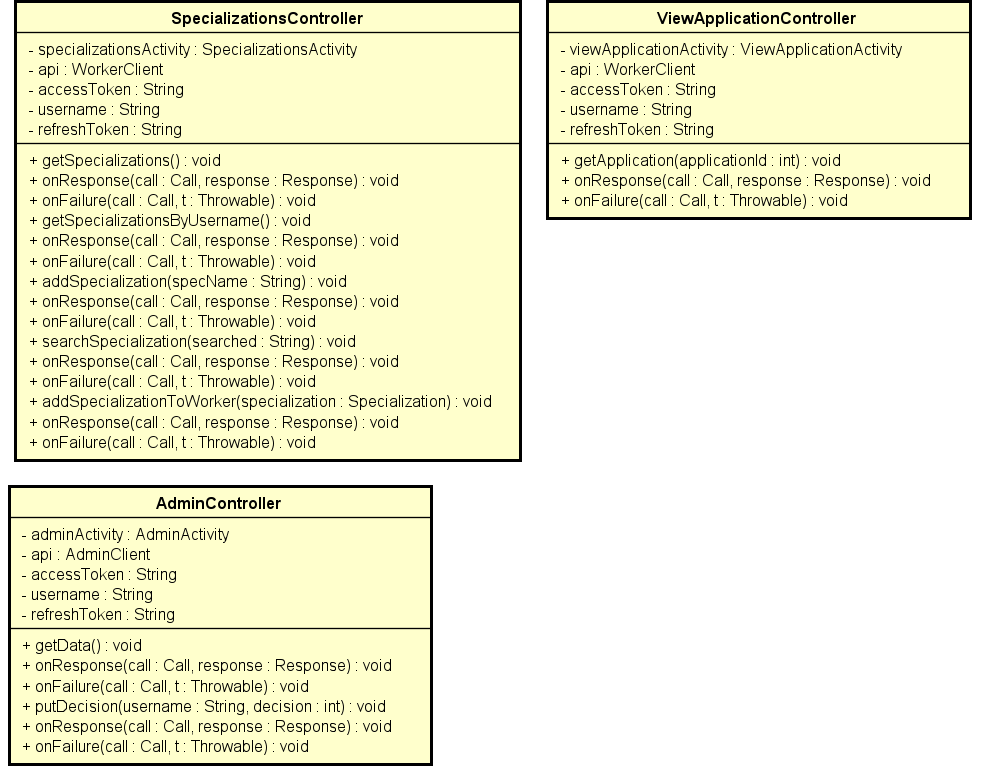 SpecializationsController
- specializationsActivity : SpecializationsActivity
- api : WorkerClient
- accessToken : String
- username : String
- refreshToken : String
+ getSpecializations() : void
+ onResponse(call : Call, response : Response) : void
+ onFailure(call : Call, t : Throwable) : void
+ getSpecializationsByUsername() : void
+ onResponse(call : Call, response : Response) : void
+ onFailure(call : Call, t : Throwable) : void
+ addSpecialization(specName : String) : void
+ onResponse(call : Call, response : Response) : void
+ onFailure(call : Call, t : Throwable) : void
+ searchSpecialization(searched : String) : void
+ onResponse(call : Call, response : Response) : void
+ onFailure(call : Call, t : Throwable) : void
+ addSpecializationToWorker(specialization : Specialization) : void
+ onResponse(call : Call, response : Response) : void
+ onFailure(call : Call, t : Throwable) : void
ViewApplicationController
- viewApplicationActivity : ViewApplicationActivity
- api : WorkerClient
- accessToken : String
- username : String
- refreshToken : String
+ getApplication(applicationId : int) : void
+ onResponse(call : Call, response : Response) : void
+ onFailure(call : Call, t : Throwable) : void
AdminController
- adminActivity : AdminActivity
- api : AdminClient
- accessToken : String
- username : String
- refreshToken : String
+ getData() : void
+ onResponse(call : Call, response : Response) : void
+ onFailure(call : Call, t : Throwable) : void
+ putDecision(username : String, decision : int) : void
+ onResponse(call : Call, response : Response) : void
+ onFailure(call : Call, t : Throwable) : void